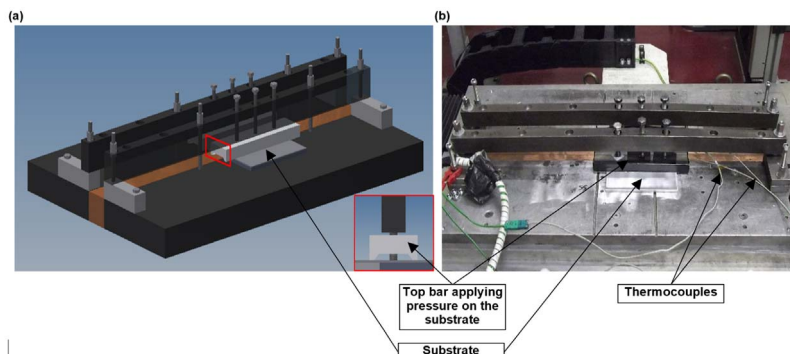 (a)
(b)
Top bar applying
pressure on the
substrate
Thermocouples
Substrate